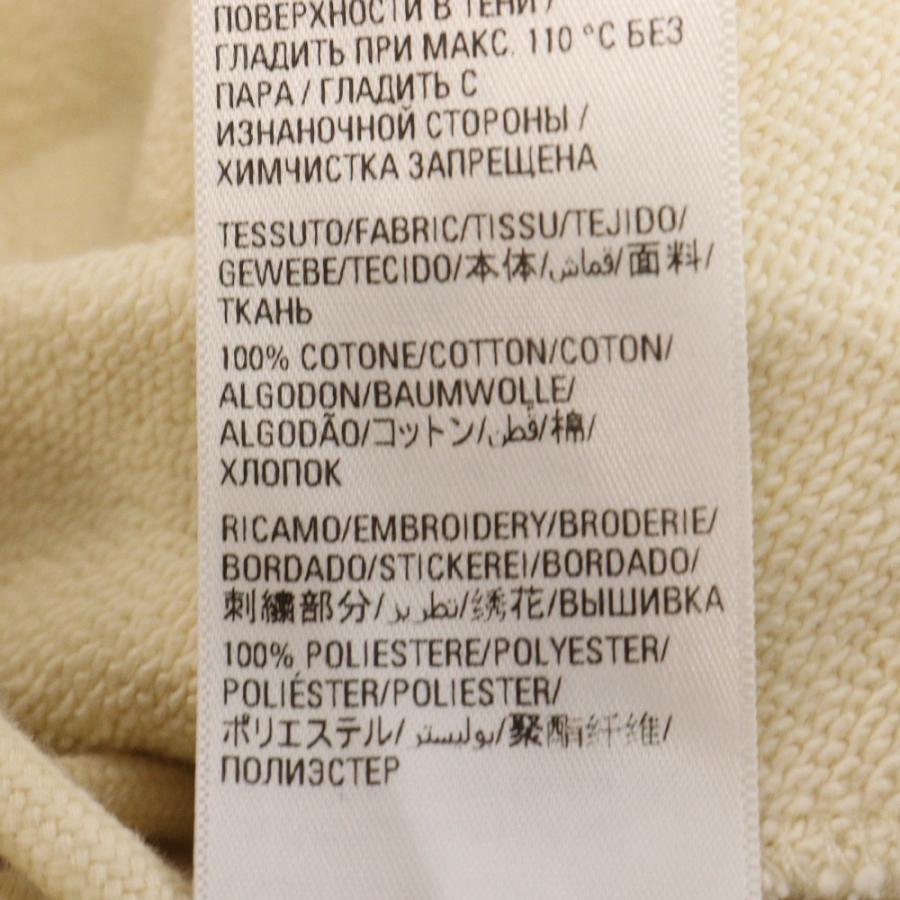 ПОВЕРХНОСТИ В ТЕНИ /
ГЛАДИТЬ ПРИ МАКС. 110 °C БЕЗ
ПАРА / ГЛАДИТЬ С
ИЗНАНОЧНОЙ СТОРОНЫ /
ХИМЧИСТКА ЗАПРЕЩЕНА
TESSUTO/FABRIC/TISSU/TEJIDO/
GEWEBE/TECIDO/本体/قماش/面料/
ТКАНЬ
100% COTONE/COTTON/COTON/
ALGODON/BAUMWOLLE/
ALGODÃO/コットン/قطن/棉/
ХЛОПОК
RICAMO/EMBROIDERY/BRODERIE/
BORDADO/STICKEREI/BORDADO/
刺繍部分/تطريز/绣花/ВЫШИВКА
100% POLIESTERE/POLYESTER/
POLIÉSTER/POLIESTER/
ポリエステル/بوليستر/聚酯纤维/
ПОЛИЭСТЕР